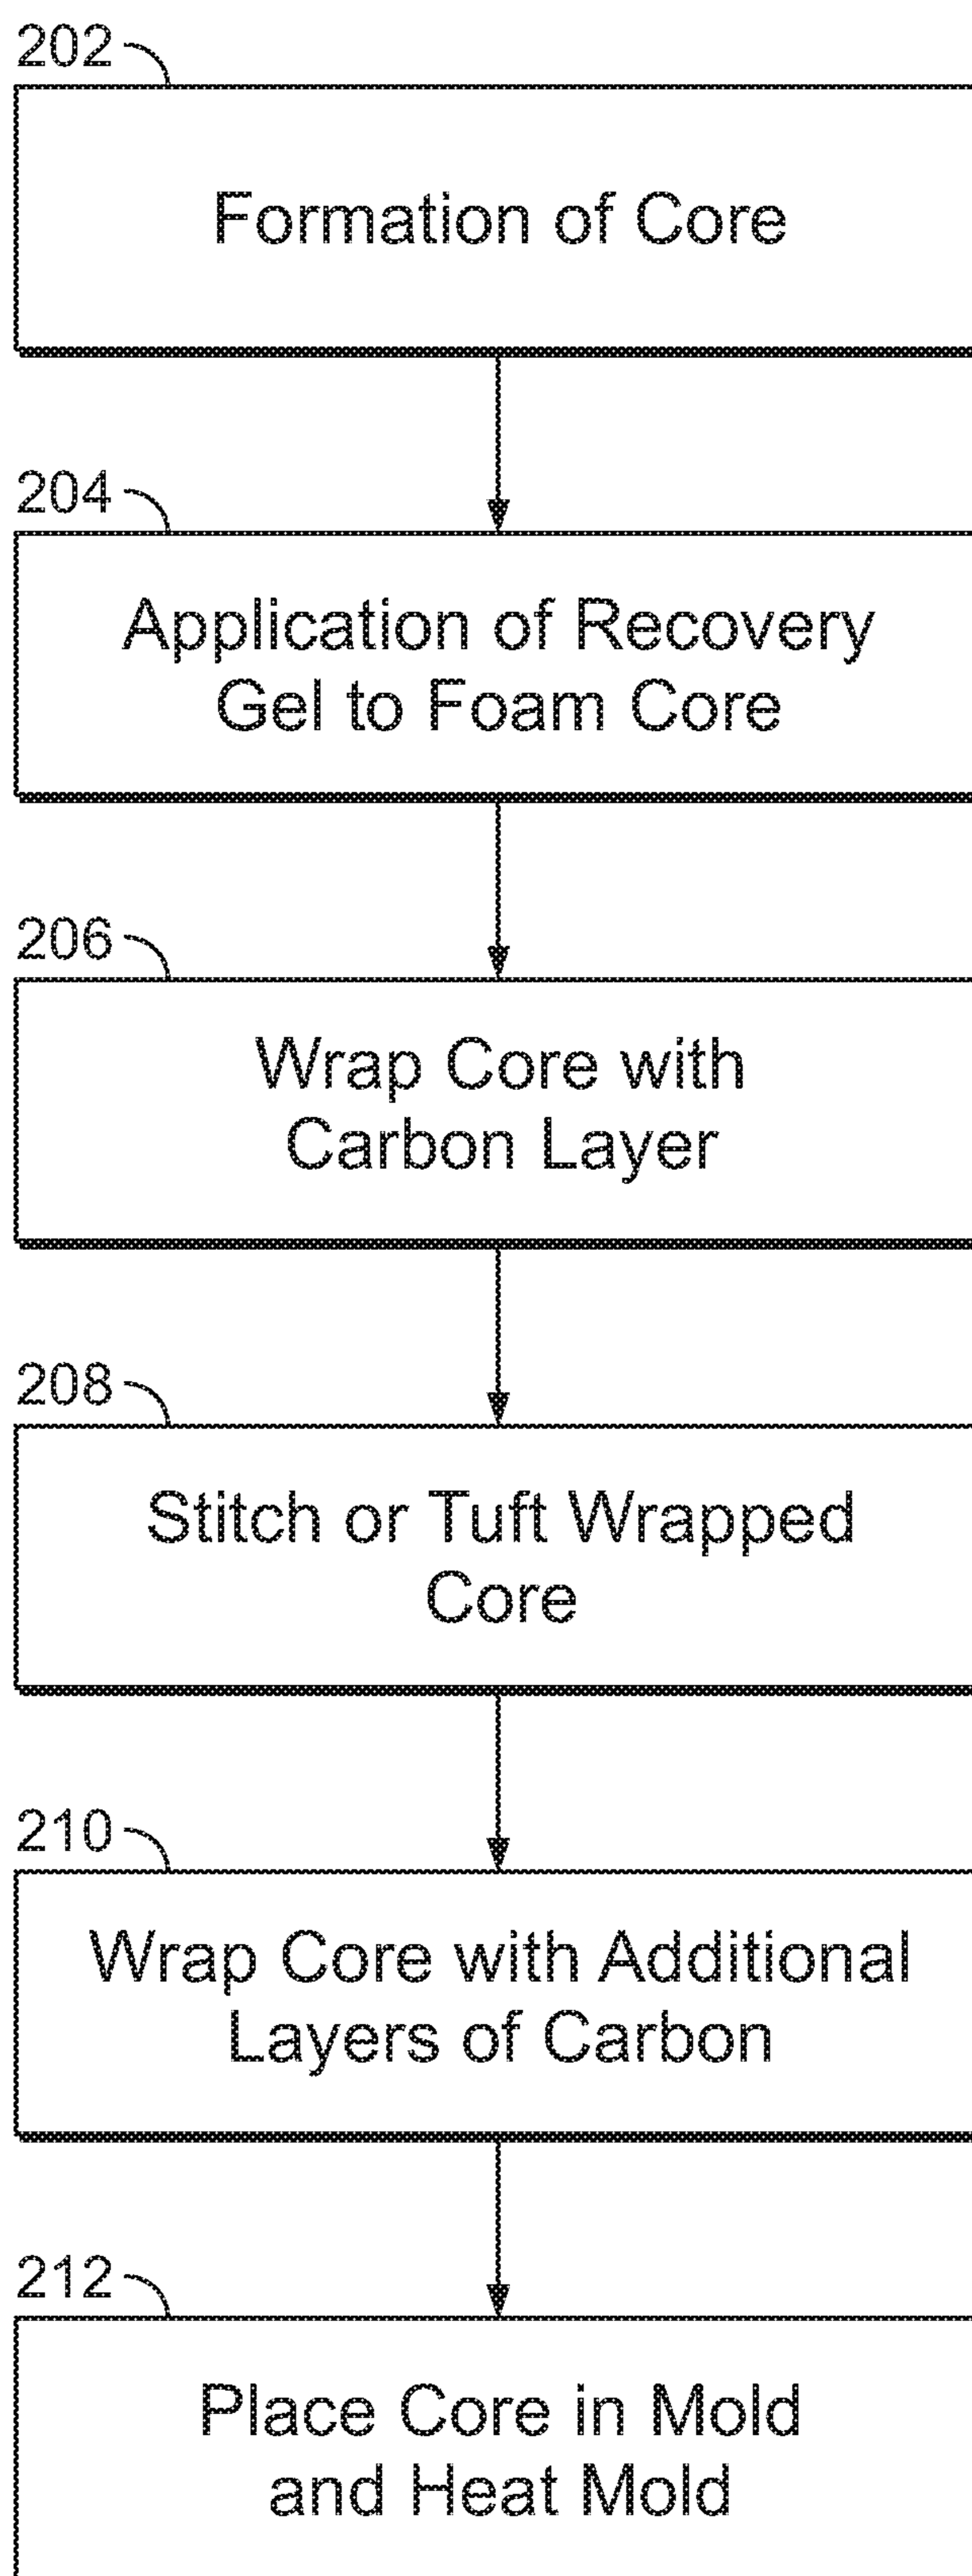 202
Formation of Core
204
Application of Recovery
Gel to Foam Core
206
Wrap Core with
Carbon Layer
208
Stitch or Tuft Wrapped
Core
210
Wrap Core with Additional
Layers of Carbon
212
Place Core in Mold
and Heat Mold